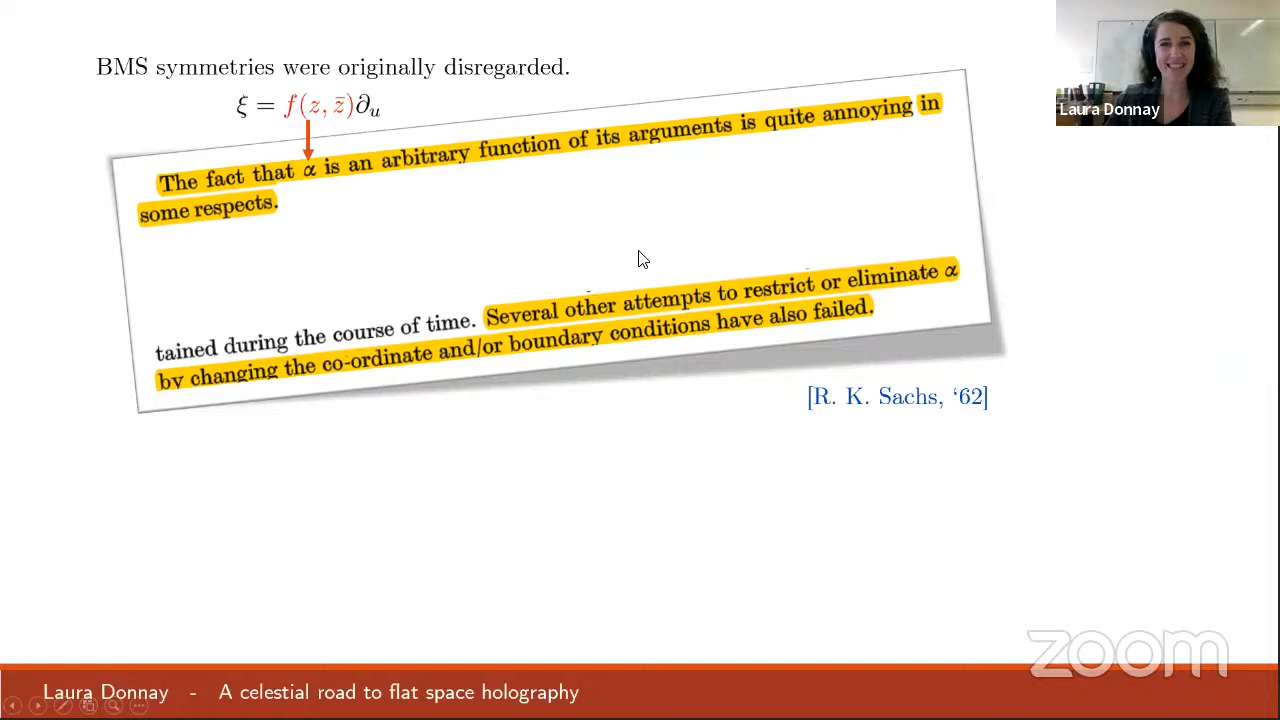 BMS symmetries were originally disregarded.
ξ = f(z, z̄)∂ᵤ
Laura Donnay
The fact that α is an arbitrary function of its arguments is quite annoying in
some respects.
tained during the course of time. Several other attempts to restrict or eliminate α
by changing the co-ordinate and/or boundary conditions have also failed.
[R. K. Sachs, ‘62]
zoom
Laura Donnay - A celestial road to flat space holography